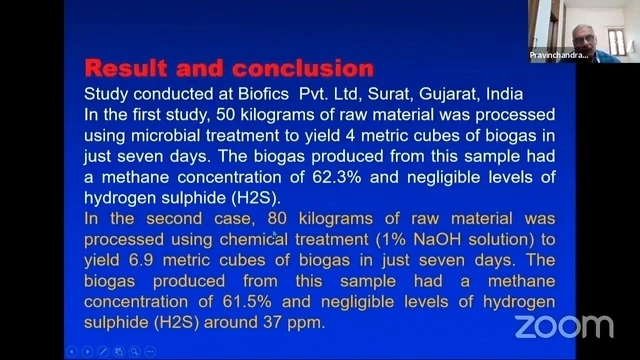 Pravinchandra...
Result and conclusion
Study conducted at Biofics Pvt. Ltd, Surat, Gujarat, India
In the first study, 50 kilograms of raw material was processed
using microbial treatment to yield 4 metric cubes of biogas in
just seven days. The biogas produced from this sample had
a methane concentration of 62.3% and negligible levels of
hydrogen sulphide (H2S).
In the second case, 80 kilograms of raw material was
processed using chemical treatment (1% NaOH solution) to
yield 6.9 metric cubes of biogas in just seven days. The
biogas produced from this sample had a methane
concentration of 61.5% and negligible levels of hydrogen
sulphide (H2S) around 37 ppm.
zoom